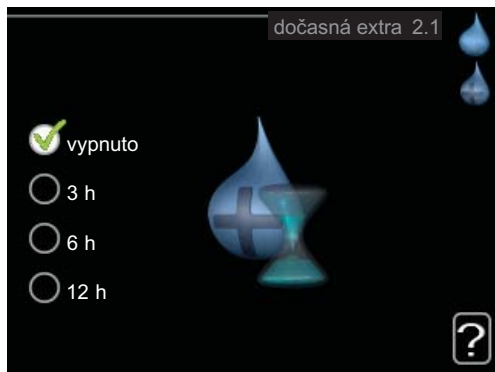 dočasná extra 2.1
vypnuto
3 h
6 h
12 h
?